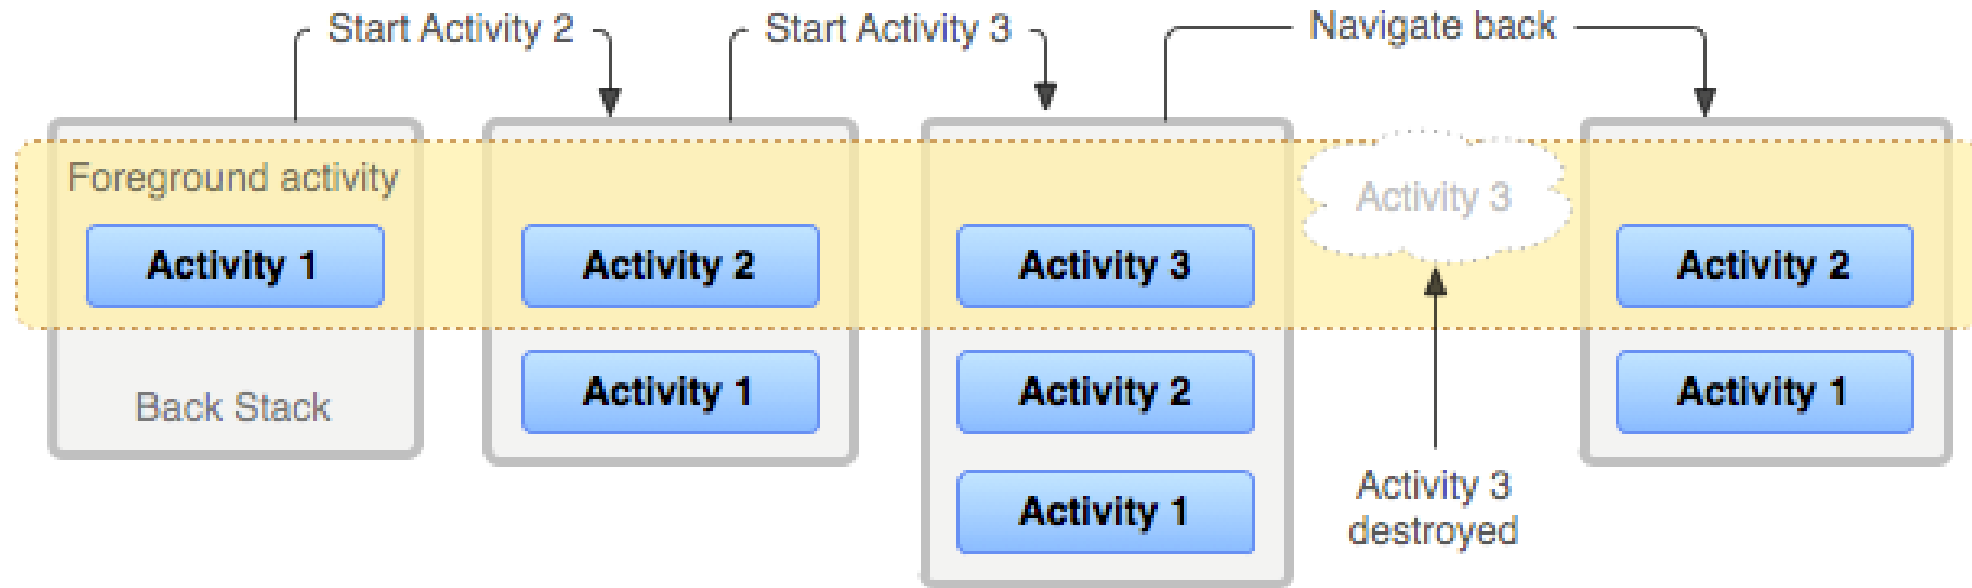 Start Activity 2
Start Activity 3
Navigate back
Foreground activity
Activity 1
Back Stack
Activity 2
Activity 1
Activity 3
Activity 2
Activity 1
Activity 3
Activity 3
destroyed
Activity 2
Activity 1